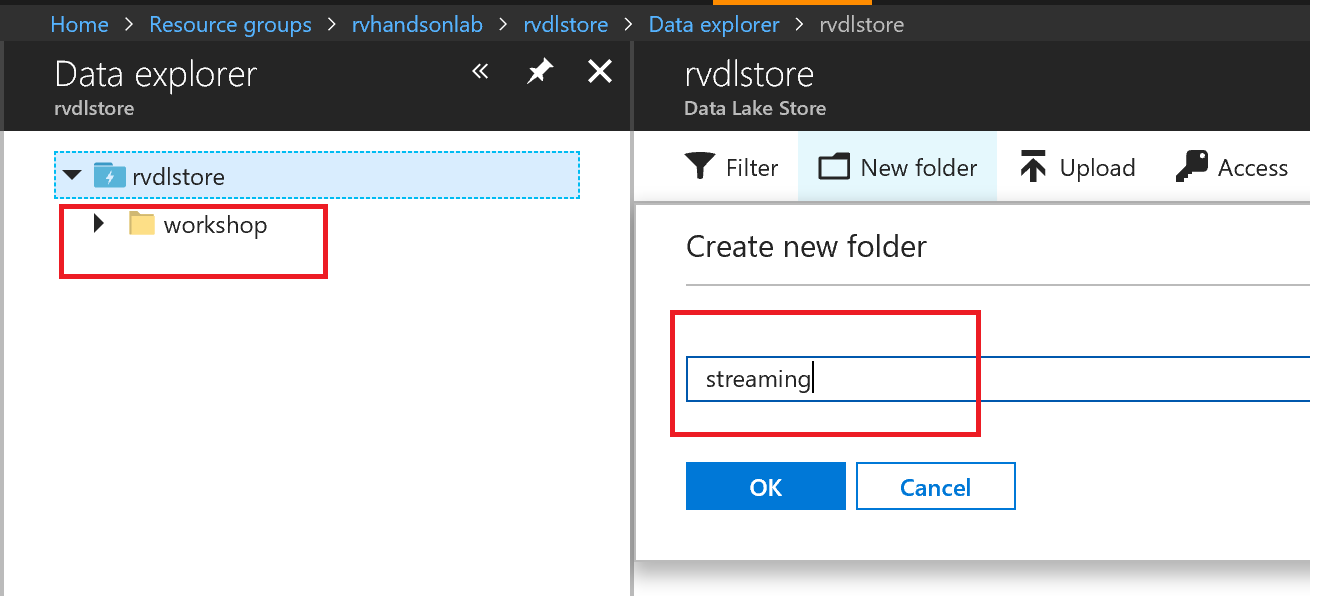 Home > Resource groups > rvhandsonlab > rvdlstore > Data explorer > rvdlstore
Data explorer
rvdlstore
rvdlstore
workshop
rvdlstore
Data Lake Store
Filter New folder Upload Access
Create new folder
streaming
OK Cancel